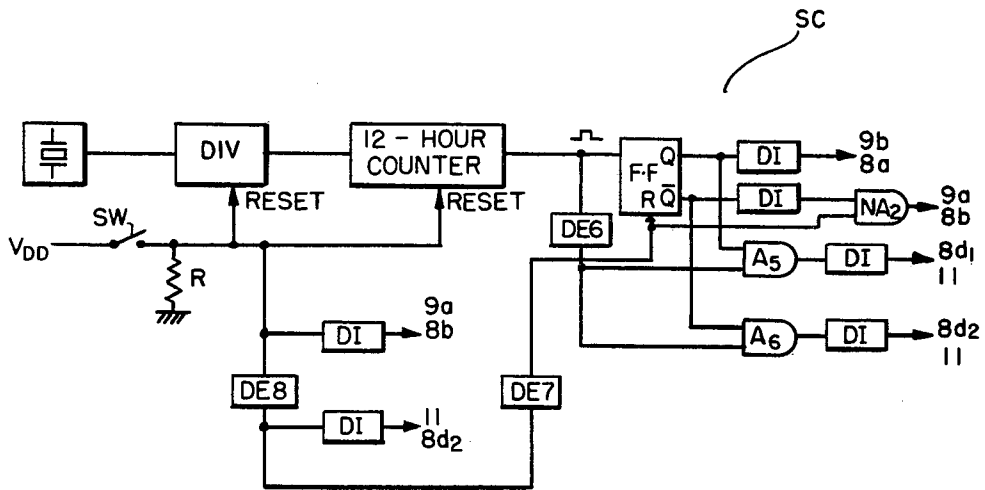 SC
DIV
12 - HOUR
COUNTER
F·F Q
R Q̅
DI
9b
8a
DI
NA2
9a
8b
RESET
RESET
SW
VDD
R
DE6
A5
DI
8d1
11
9a
8b
DI
A6
DI
8d2
11
DE8
DE7
DI
11
8d2